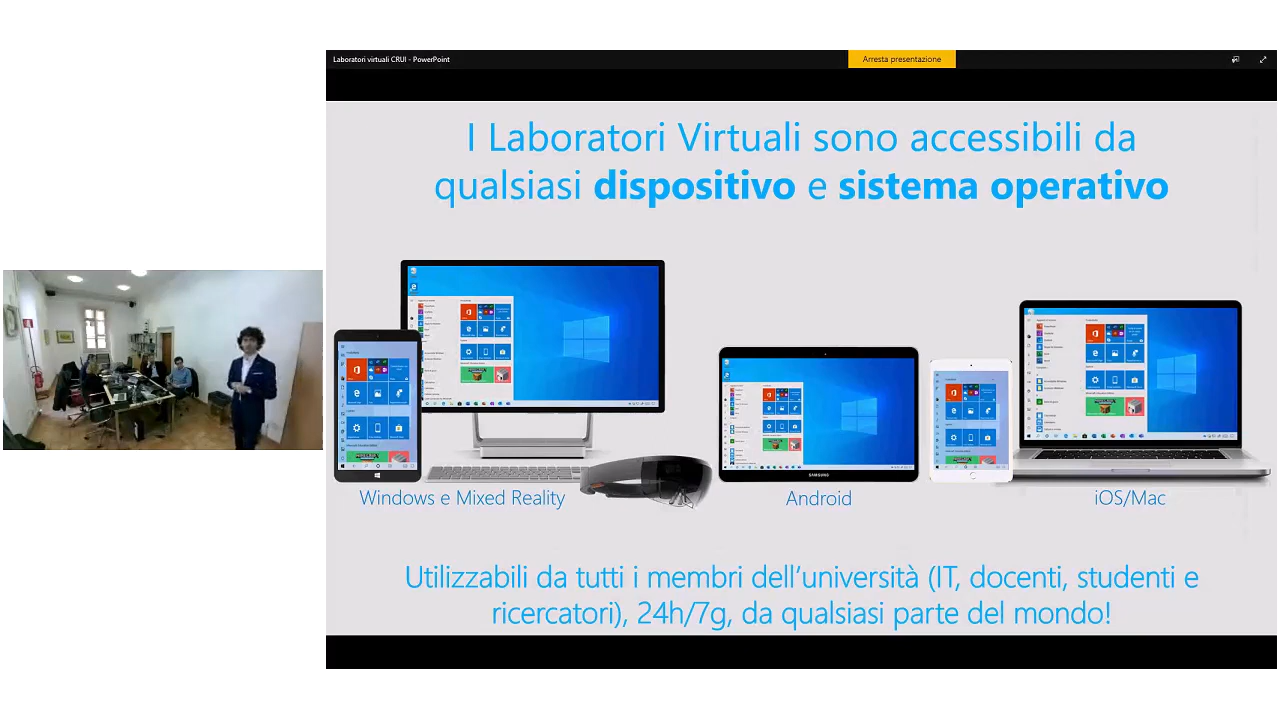 Laboratori virtuali CRUI - PowerPoint
Arresta presentazione
I Laboratori Virtuali sono accessibili da
qualsiasi dispositivo e sistema operativo
SAMSUNG
Windows e Mixed Reality
Android
iOS/Mac
Utilizzabili da tutti i membri dell'università (IT, docenti, studenti e
ricercatori), 24h/7g, da qualsiasi parte del mondo!